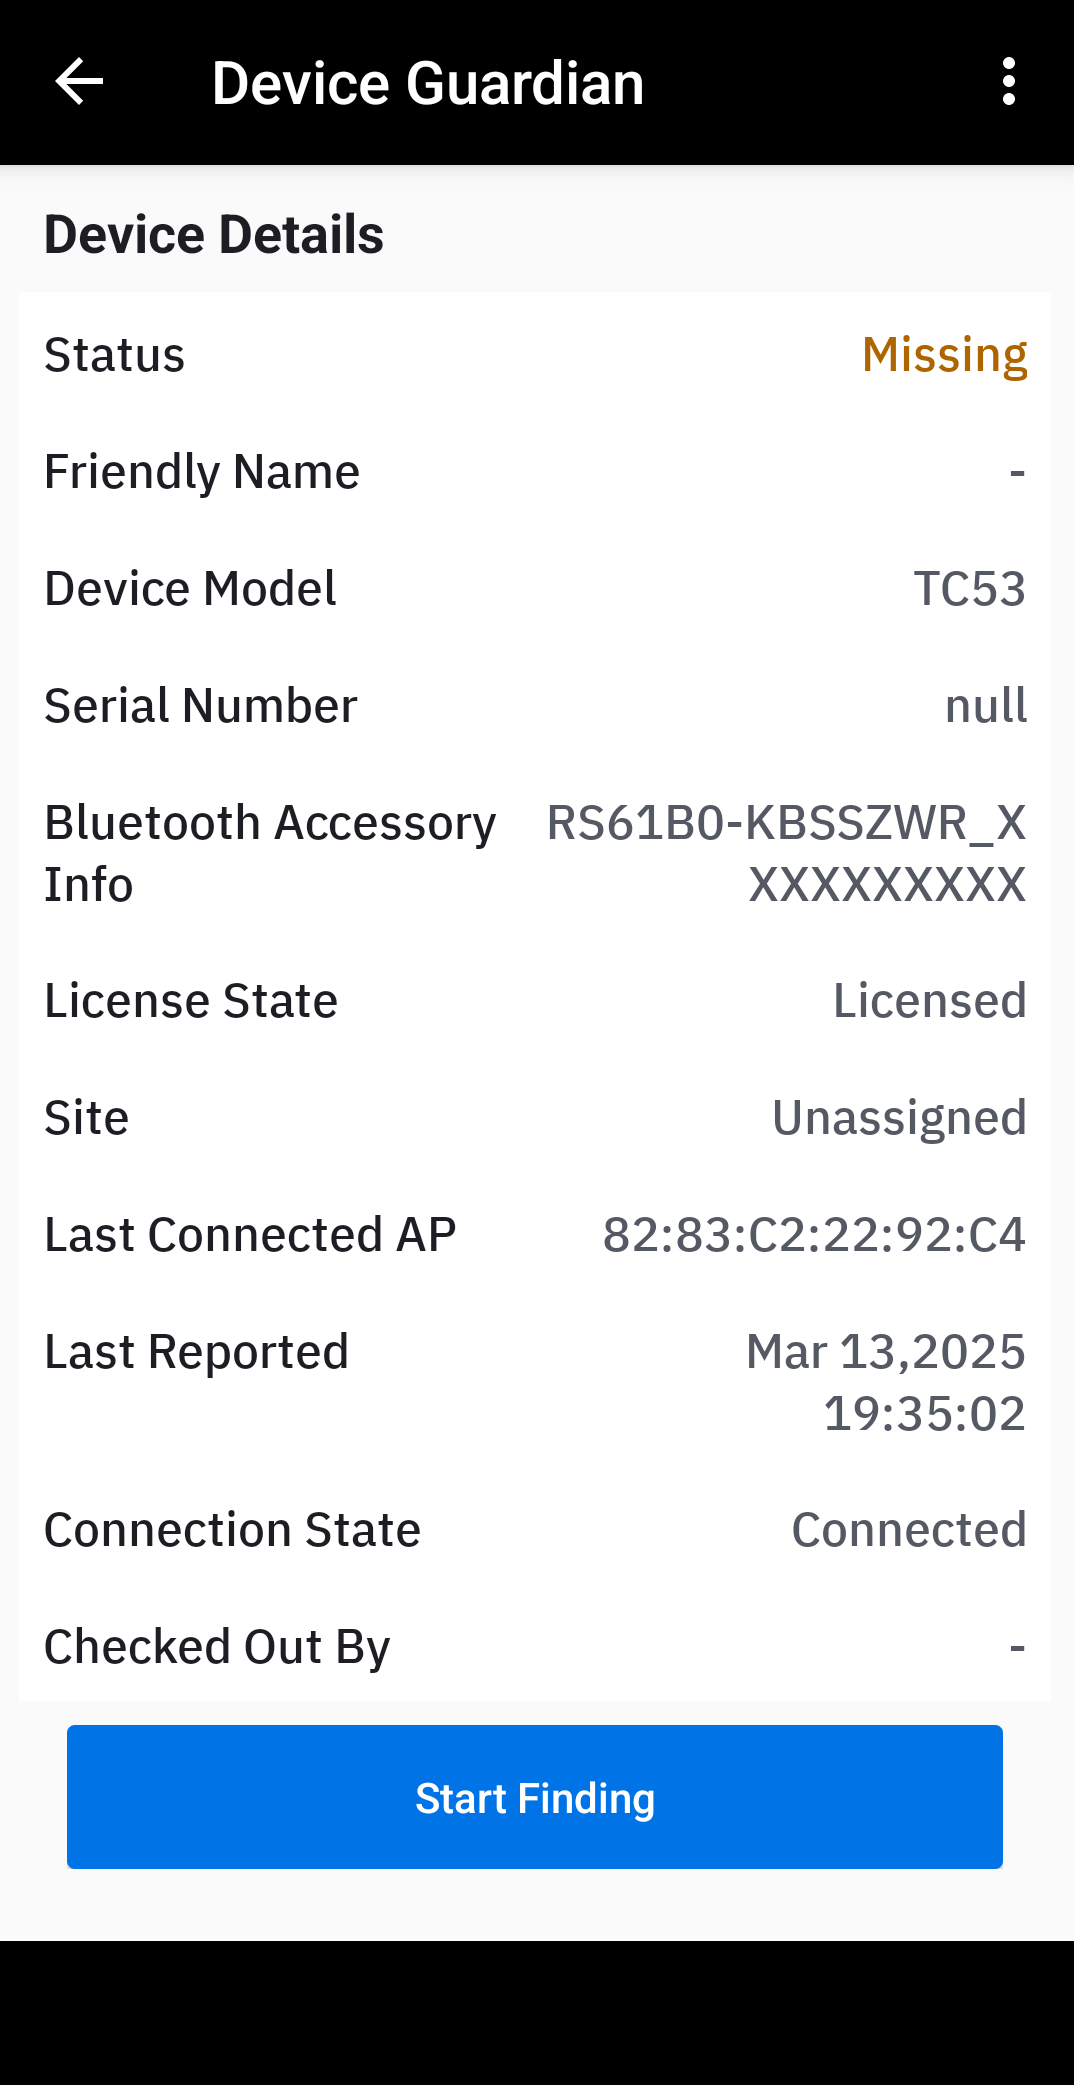 Device Guardian
Device Details
Status Missing
Friendly Name -
Device Model TC53
Serial Number null
Bluetooth Accessory RS61B0-KBSSZWR_X
Info XXXXXXXXX
License State Licensed
Site Unassigned
Last Connected AP 82:83:C2:22:92:C4
Last Reported Mar 13,2025
19:35:02
Connection State Connected
Checked Out By -
Start Finding